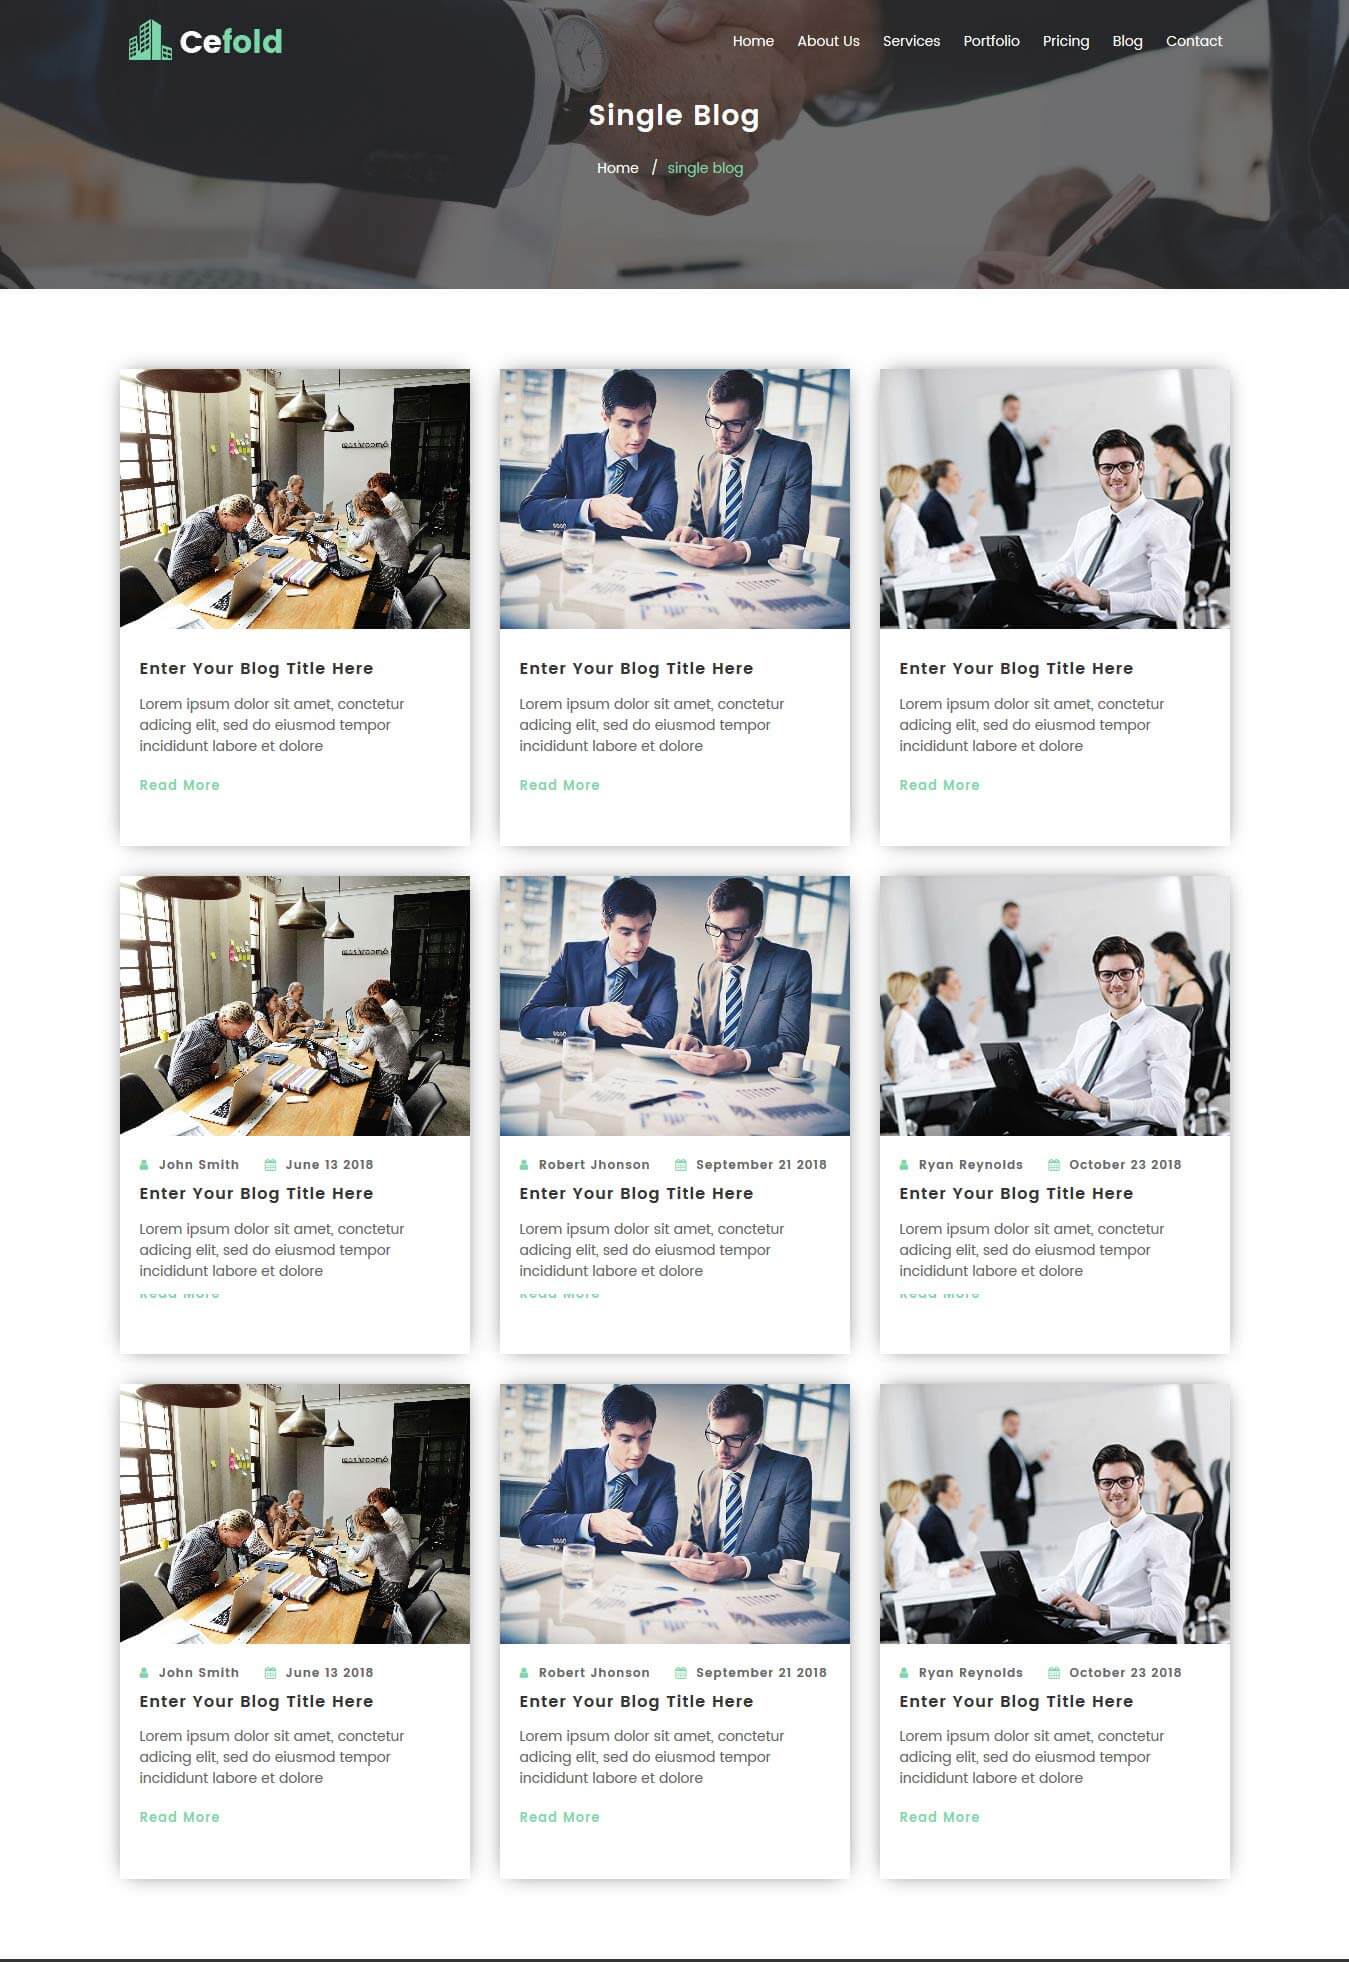 Cefold
Home About Us Services Portfolio Pricing Blog Contact
Single Blog
Home / single blog
Enter Your Blog Title Here
Lorem ipsum dolor sit amet, conctetur
adicing elit, sed do eiusmod tempor
incididunt labore et dolore
Read More
Enter Your Blog Title Here
Lorem ipsum dolor sit amet, conctetur
adicing elit, sed do eiusmod tempor
incididunt labore et dolore
Read More
Enter Your Blog Title Here
Lorem ipsum dolor sit amet, conctetur
adicing elit, sed do eiusmod tempor
incididunt labore et dolore
Read More
John Smith June 13 2018
Enter Your Blog Title Here
Lorem ipsum dolor sit amet, conctetur
adicing elit, sed do eiusmod tempor
incididunt labore et dolore
Read More
Robert Jhonson September 21 2018
Enter Your Blog Title Here
Lorem ipsum dolor sit amet, conctetur
adicing elit, sed do eiusmod tempor
incididunt labore et dolore
Read More
Ryan Reynolds October 23 2018
Enter Your Blog Title Here
Lorem ipsum dolor sit amet, conctetur
adicing elit, sed do eiusmod tempor
incididunt labore et dolore
Read More
John Smith June 13 2018
Enter Your Blog Title Here
Lorem ipsum dolor sit amet, conctetur
adicing elit, sed do eiusmod tempor
incididunt labore et dolore
Read More
Robert Jhonson September 21 2018
Enter Your Blog Title Here
Lorem ipsum dolor sit amet, conctetur
adicing elit, sed do eiusmod tempor
incididunt labore et dolore
Read More
Ryan Reynolds October 23 2018
Enter Your Blog Title Here
Lorem ipsum dolor sit amet, conctetur
adicing elit, sed do eiusmod tempor
incididunt labore et dolore
Read More